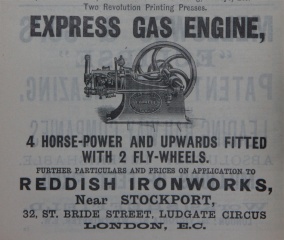 Two Revolution Printing Presses.
EXPRESS GAS ENGINE,
4 HORSE-POWER AND UPWARDS FITTED
WITH 2 FLY-WHEELS.
FURTHER PARTICULARS AND PRICES ON APPLICATION TO
REDDISH IRONWORKS,
Near STOCKPORT,
32, ST. BRIDE STREET, LUDGATE CIRCUS
LONDON, E.C.